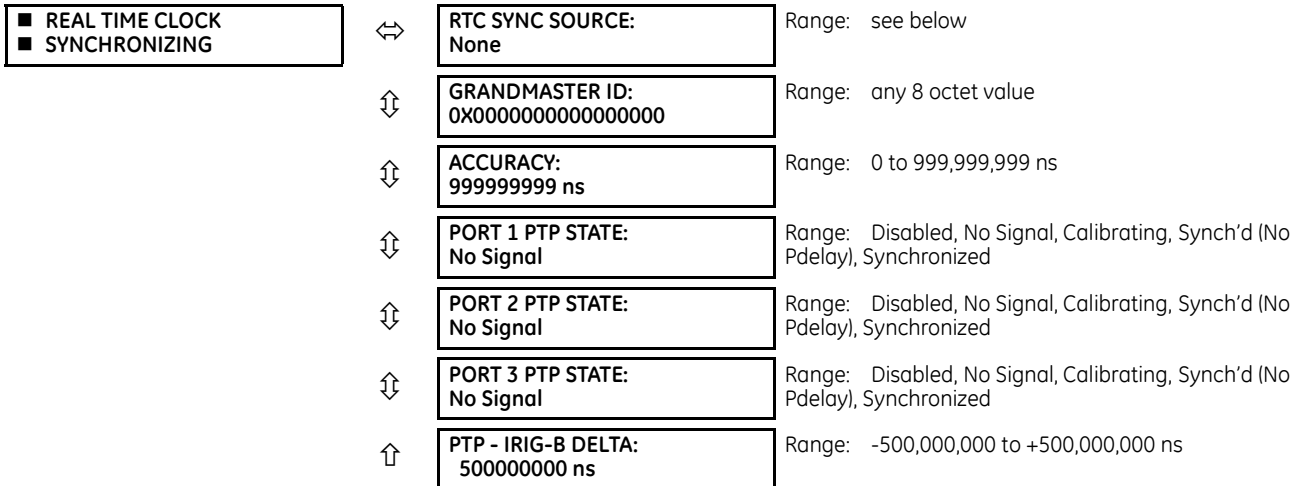 ■ REAL TIME CLOCK
■ SYNCHRONIZING
RTC SYNC SOURCE:
None
Range: see below
GRANDMASTER ID:
0X0000000000000000
Range: any 8 octet value
ACCURACY:
999999999 ns
Range: 0 to 999,999,999 ns
PORT 1 PTP STATE:
No Signal
Range: Disabled, No Signal, Calibrating, Synch’d (No
Pdelay), Synchronized
PORT 2 PTP STATE:
No Signal
Range: Disabled, No Signal, Calibrating, Synch’d (No
Pdelay), Synchronized
PORT 3 PTP STATE:
No Signal
Range: Disabled, No Signal, Calibrating, Synch’d (No
Pdelay), Synchronized
PTP - IRIG-B DELTA:
500000000 ns
Range: -500,000,000 to +500,000,000 ns